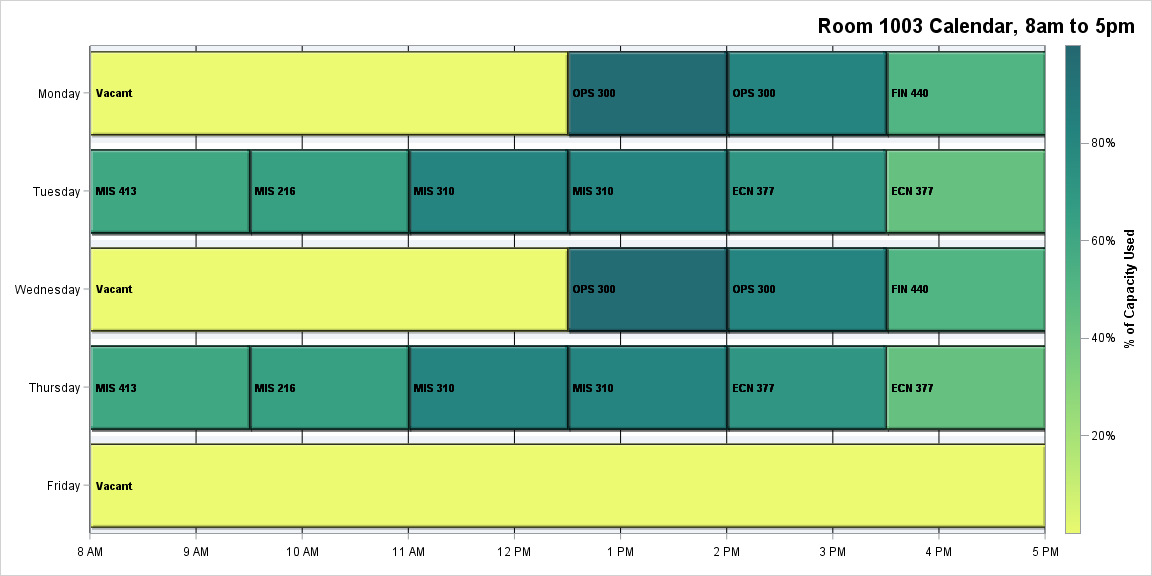 Room 1003 Calendar, 8am to 5pm
Monday
Vacant
OPS 300
OPS 300
FIN 440
Tuesday
MIS 413
MIS 216
MIS 310
MIS 310
ECN 377
ECN 377
Wednesday
Vacant
OPS 300
OPS 300
FIN 440
Thursday
MIS 413
MIS 216
MIS 310
MIS 310
ECN 377
ECN 377
Friday
Vacant
8 AM
9 AM
10 AM
11 AM
12 PM
1 PM
2 PM
3 PM
4 PM
5 PM
80%
60%
40%
20%
% of Capacity Used